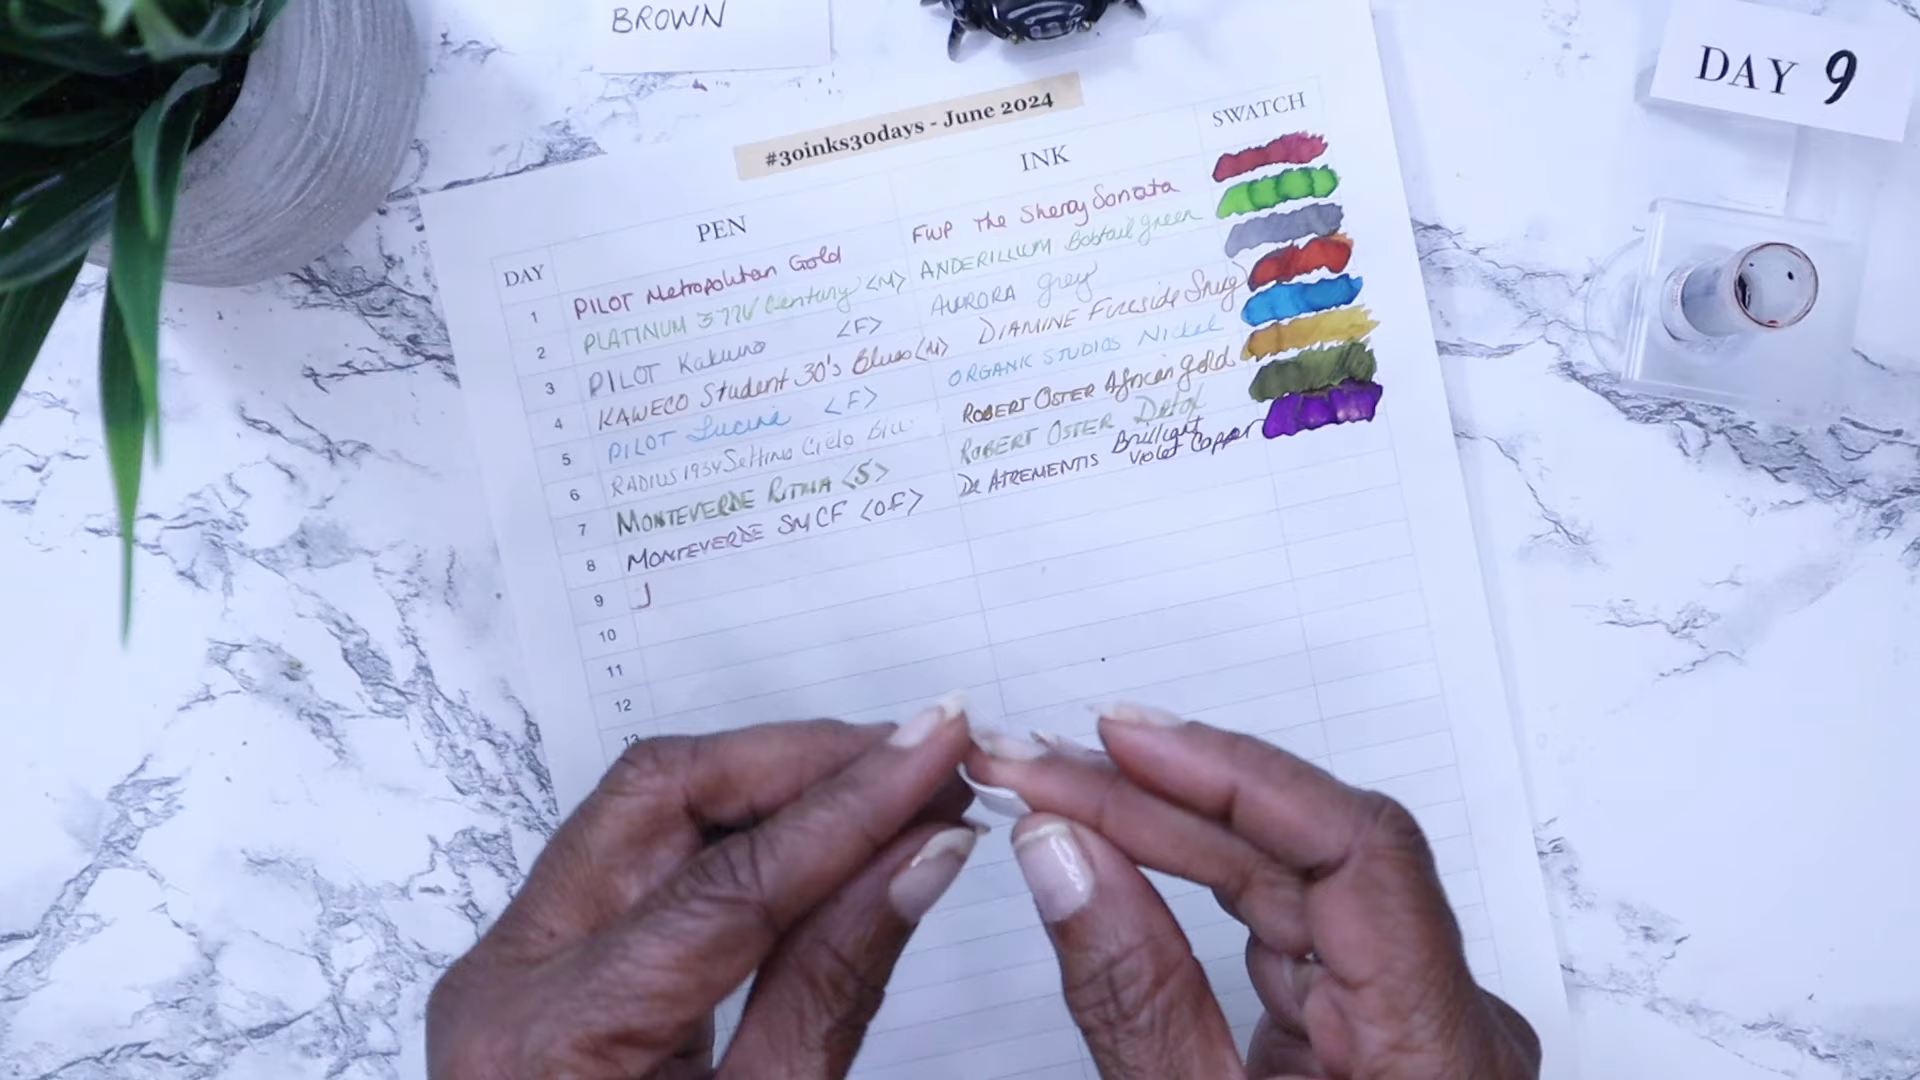 BROWN
DAY 9
#30inks30days - June 2024
DAY PEN INK SWATCH
1 PILOT Metropolitan Gold FWP The Sherry Sonata
2 PLATINUM 3776 Century <M> ANDERILLIUM Bobtail green
3 PILOT Kakuno <F> AURORA grey
4 KAWECO Student 30's Blues <M> DIAMINE Fireside Snug
5 PILOT Lucina <F> ORGANIC STUDIOS Nickel
6 RADIUS 1934 Settimo Cielo ROBERT OSTER African gold
7 MONTEVERDE RITMA <S> ROBERT OSTER Detox
8 MONTEVERDE SMCF <OF> De ATREMENTIS Brilliant Violet Copper
9 J
10
11
12
13